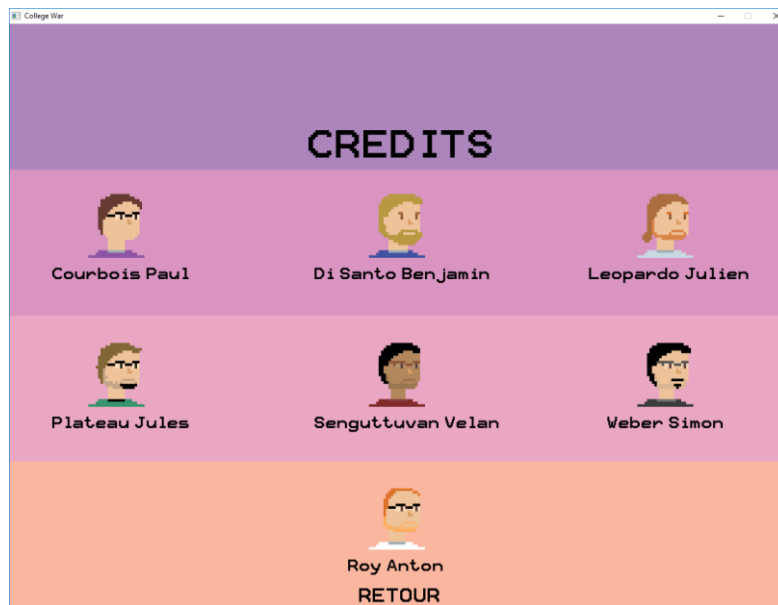 College War
CREDITS
Courbois Paul
Di Santo Benjamin
Leopardo Julien
Plateau Jules
Senguttuvan Velan
Weber Simon
Roy Anton
RETOUR